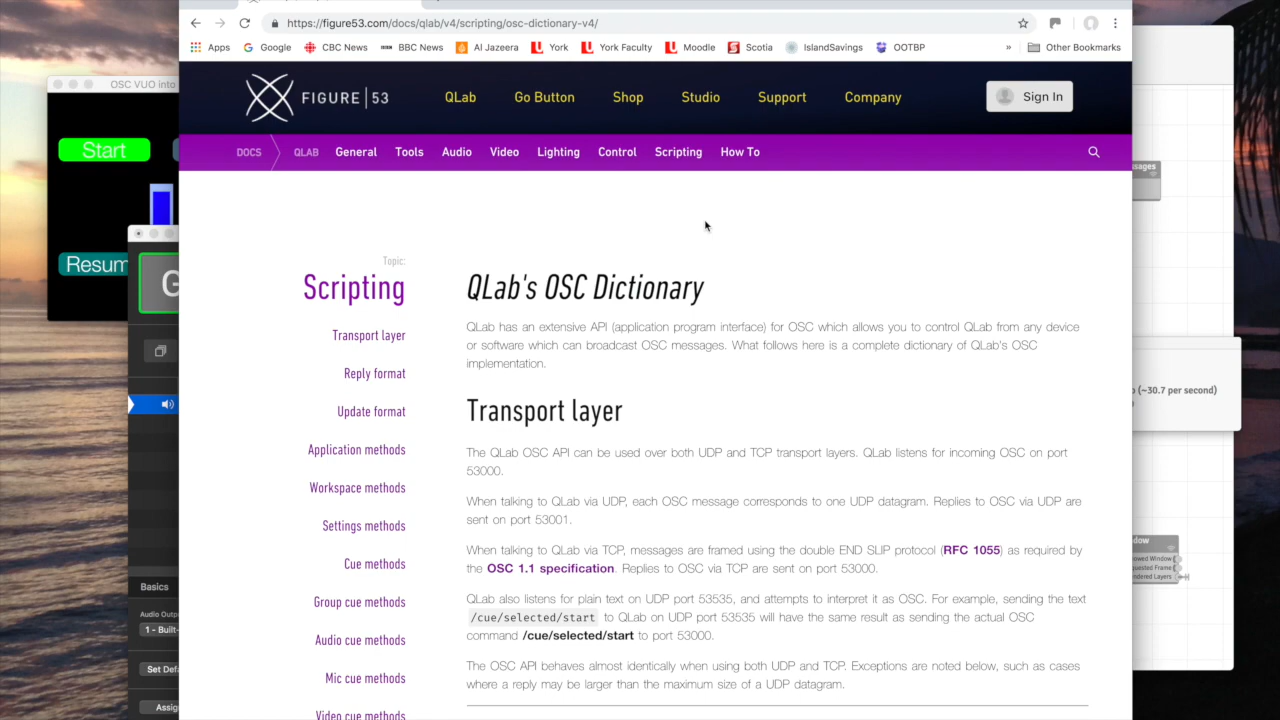 https://figure53.com/docs/qlab/v4/scripting/osc-dictionary-v4/
Apps Google CBC News BBC News Al Jazeera York York Faculty Moodle Scotia IslandSavings OOTBP » Other Bookmarks
OSC VUO into
FIGURE 53 QLab Go Button Shop Studio Support Company Sign In
DOCS QLAB General Tools Audio Video Lighting Control Scripting How To
Start
Resum
G
Topic:
Scripting
Transport layer
Reply format
Update format
Application methods
Workspace methods
Settings methods
Cue methods
Group cue methods
Audio cue methods
Mic cue methods
Video cue methods
QLab's OSC Dictionary
QLab has an extensive API (application program interface) for OSC which allows you to control QLab from any device
or software which can broadcast OSC messages. What follows here is a complete dictionary of QLab's OSC
implementation.
Transport layer
The QLab OSC API can be used over both UDP and TCP transport layers. QLab listens for incoming OSC on port
53000.
When talking to QLab via UDP, each OSC message corresponds to one UDP datagram. Replies to OSC via UDP are
sent on port 53001.
When talking to QLab via TCP, messages are framed using the double END SLIP protocol (RFC 1055) as required by
the OSC 1.1 specification. Replies to OSC via TCP are sent on port 53000.
QLab also listens for plain text on UDP port 53535, and attempts to interpret it as OSC. For example, sending the text
/cue/selected/start to QLab on UDP port 53535 will have the same result as sending the actual OSC
command /cue/selected/start to port 53000.
The OSC API behaves almost identically when using both UDP and TCP. Exceptions are noted below, such as cases
where a reply may be larger than the maximum size of a UDP datagram.
Basics
Audio Outpu
1 - Built-
Set Defa
Assig
sages
(~30.7 per second)
dow
owed Window
quested Frame
ndered Layers